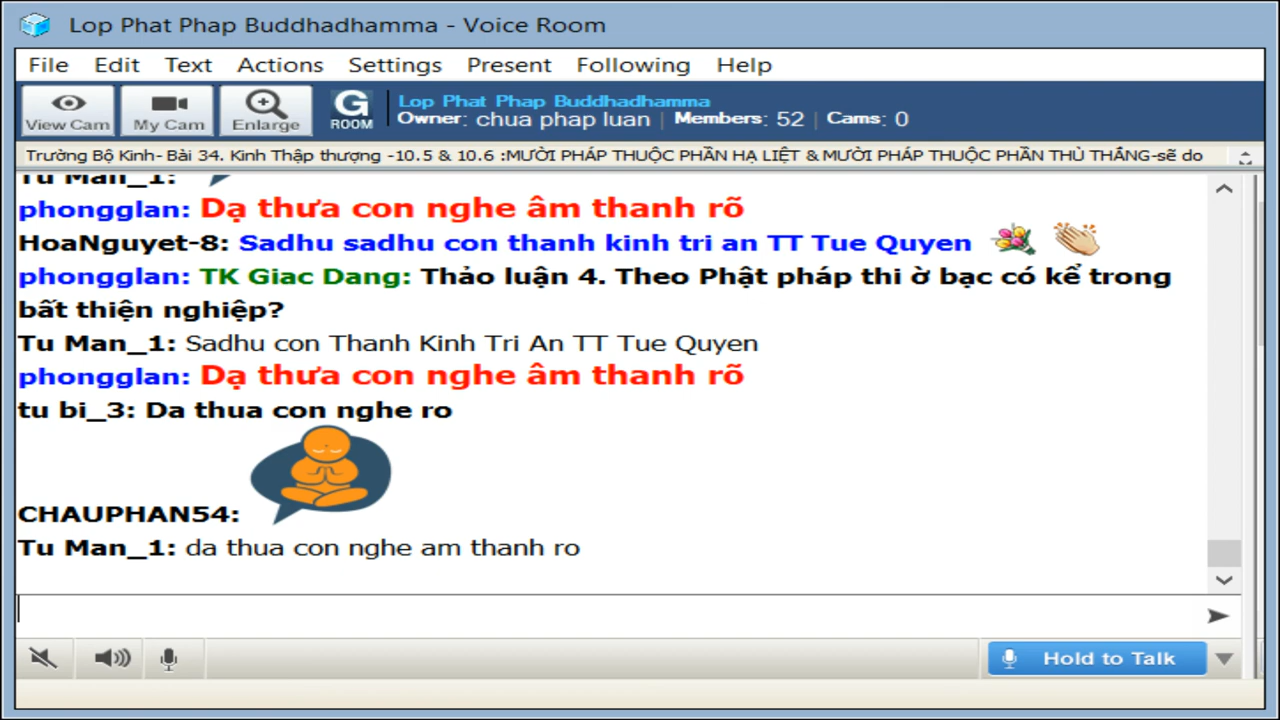 Lop Phat Phap Buddhadhamma - Voice Room
File Edit Text Actions Settings Present Following Help
View Cam My Cam Enlarge G ROOM
Lop Phat Phap Buddhadhamma
Owner: chua phap luan | Members: 52 | Cams: 0
Trường Bộ Kinh- Bài 34. Kinh Thập thượng -10.5 & 10.6 :MƯỜI PHÁP THUỘC PHẦN HẠ LIỆT & MƯỜI PHÁP THUỘC PHẦN THÙ THẮNG-sẽ do
Tu Man_1:
phongglan: Dạ thưa con nghe âm thanh rõ
HoaNguyet-8: Sadhu sadhu con thanh kinh tri an TT Tue Quyen
phongglan: TK Giac Dang: Thảo luận 4. Theo Phật pháp thi ờ bạc có kể trong
bất thiện nghiệp?
Tu Man_1: Sadhu con Thanh Kinh Tri An TT Tue Quyen
phongglan: Dạ thưa con nghe âm thanh rõ
tu bi_3: Da thua con nghe ro
CHAUPHAN54:
Tu Man_1: da thua con nghe am thanh ro
Hold to Talk